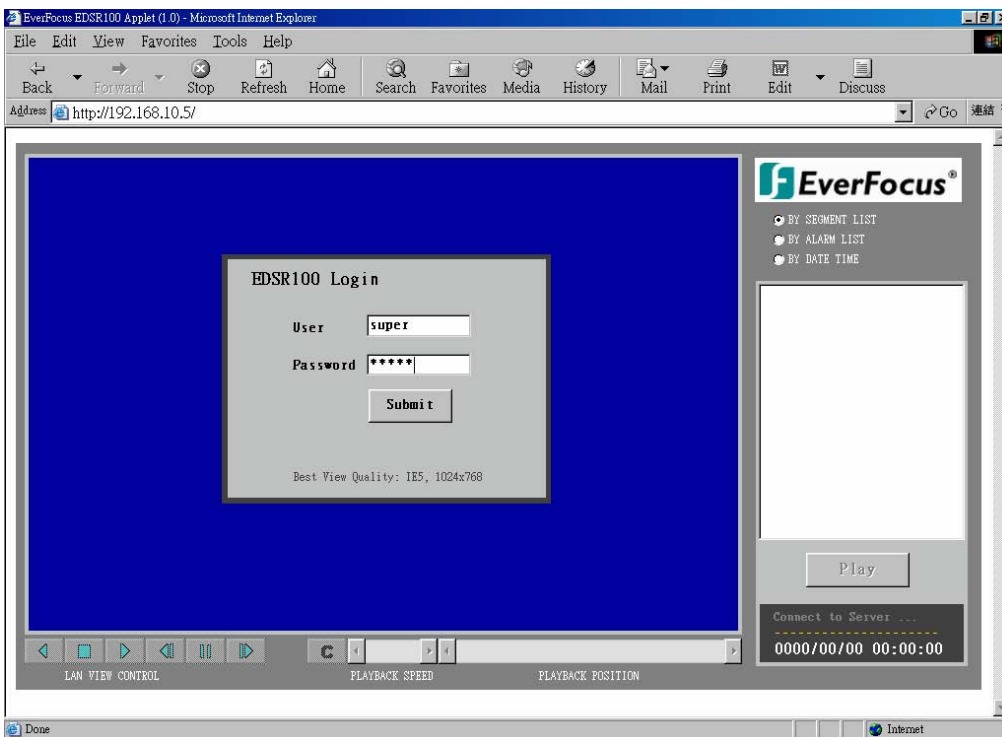 EverFocus EDSR100 Applet (1.0) - Microsoft Internet Explorer
File Edit View Favorites Tools Help
Back Forward Stop Refresh Home Search Favorites Media History Mail Print Edit Discuss
Address http://192.168.10.5/ Go 連結
EverFocus®
BY SEGMENT LIST
BY ALARM LIST
BY DATE TIME
EDSR100 Login
User super
Password *****
Submit
Best View Quality: IE5, 1024x768
Play
Connect to Server ...
--------------------
0000/00/00 00:00:00
C
LAN VIEW CONTROL PLAYBACK SPEED PLAYBACK POSITION
Done Internet